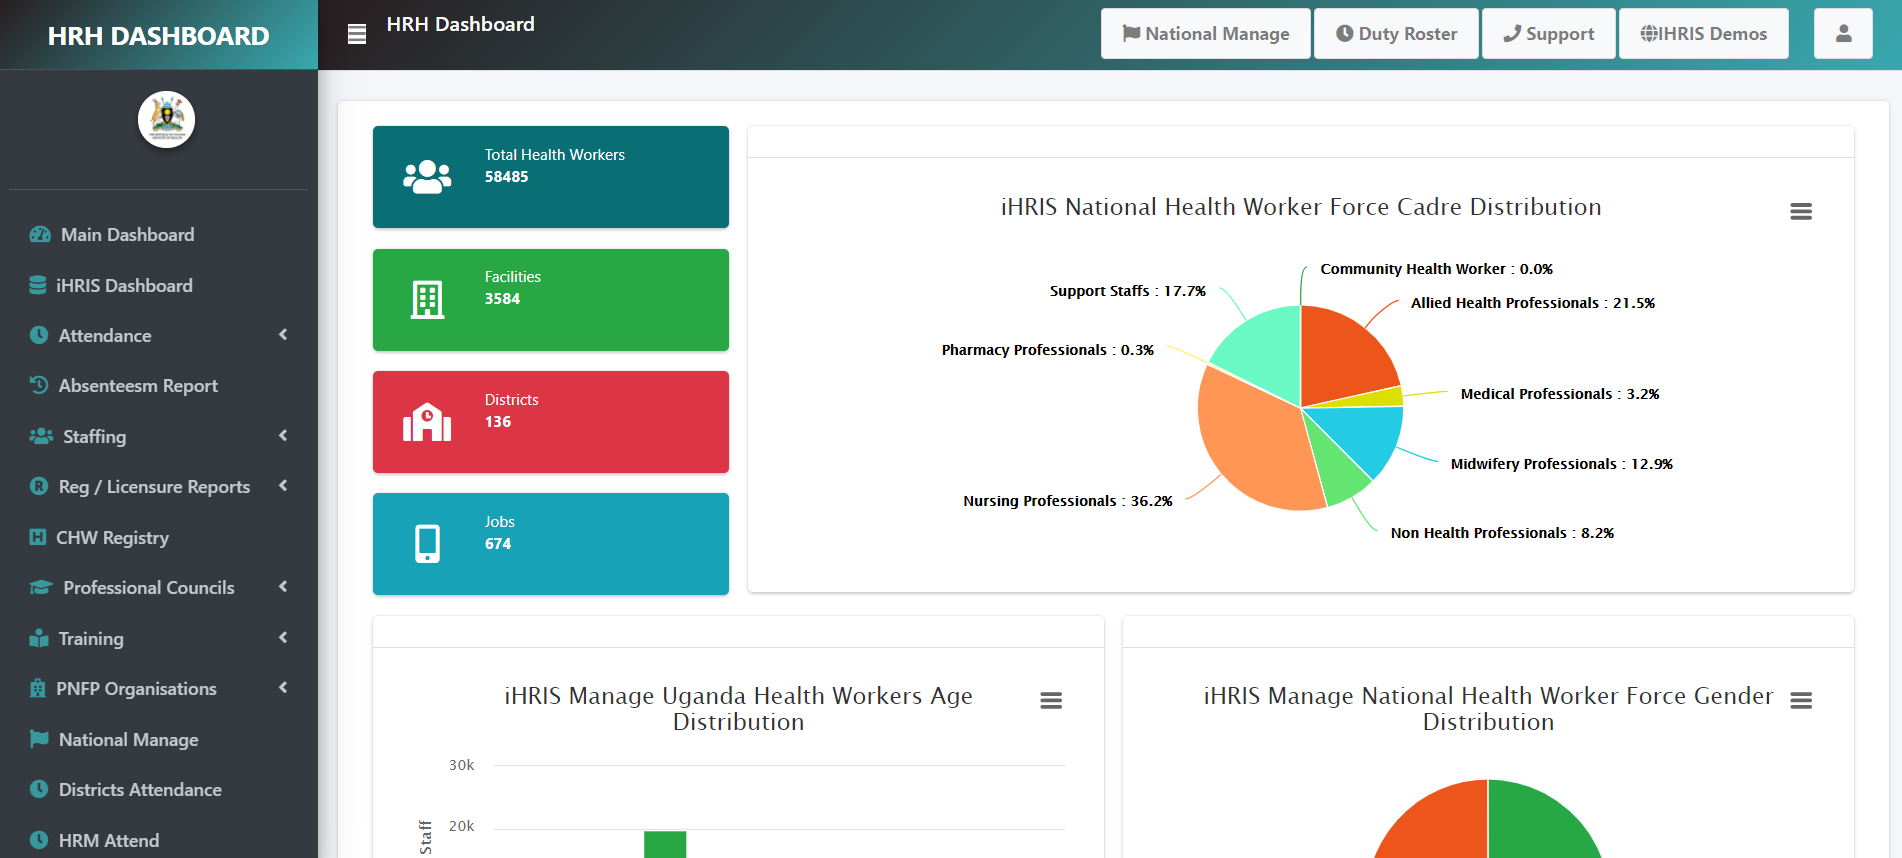 HRH DASHBOARD
HRH Dashboard
National Manage
Duty Roster
Support
IHRIS Demos
Main Dashboard
iHRIS Dashboard
Attendance
Absenteesm Report
Staffing
Reg / Licensure Reports
CHW Registry
Professional Councils
Training
PNFP Organisations
National Manage
Districts Attendance
HRM Attend
Total Health Workers
58485
Facilities
3584
Districts
136
Jobs
674
iHRIS National Health Worker Force Cadre Distribution
Community Health Worker : 0.0%
Support Staffs : 17.7%
Allied Health Professionals : 21.5%
Pharmacy Professionals : 0.3%
Medical Professionals : 3.2%
Midwifery Professionals : 12.9%
Nursing Professionals : 36.2%
Non Health Professionals : 8.2%
iHRIS Manage Uganda Health Workers Age
Distribution
30k
20k
Staff
iHRIS Manage National Health Worker Force Gender
Distribution